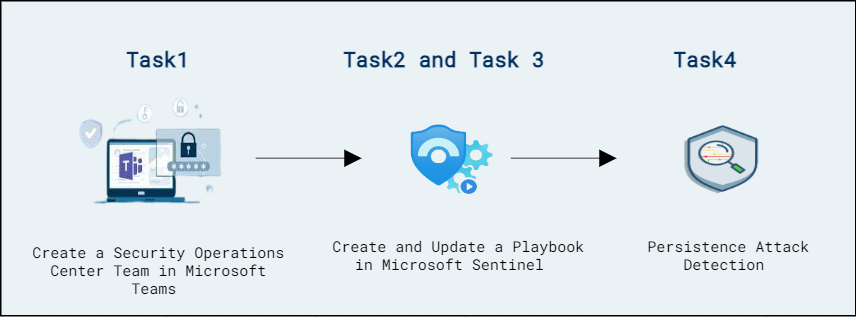 Task1
Task2 and Task 3
Task4
Create a Security Operations
Center Team in Microsoft
Teams
Create and Update a Playbook
in Microsoft Sentinel
Persistence Attack
Detection